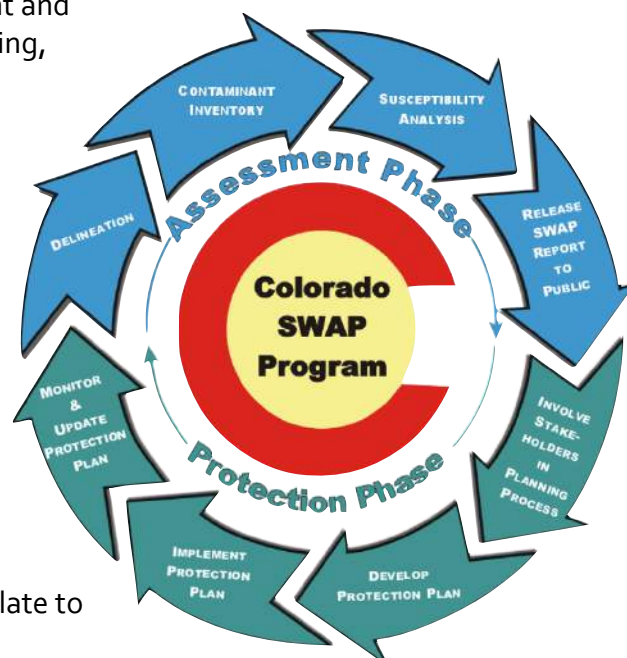 nt and
ing,
CONTAMINANT
INVENTORY
SUSCEPTIBILITY
ANALYSIS
DELINEATION
Assessment Phase
RELEASE
SWAP
REPORT
TO
PUBLIC
Colorado
SWAP
Program
MONITOR
&
UPDATE
PROTECTION
PLAN
INVOLVE
STAKE-
HOLDERS
IN
PLANNING
PROCESS
Protection Phase
IMPLEMENT
PROTECTION
PLAN
DEVELOP
PROTECTION PLAN
late to